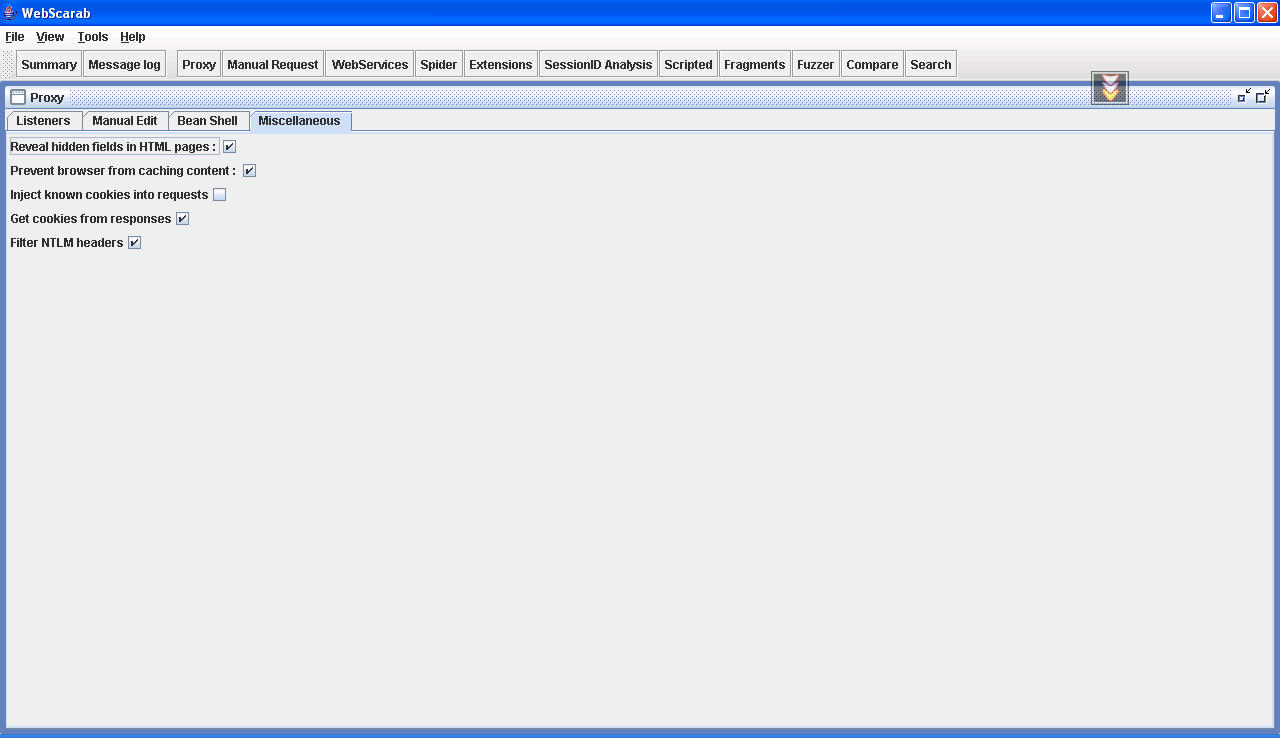 WebScarab
File View Tools Help
Summary Message log Proxy Manual Request WebServices Spider Extensions SessionID Analysis Scripted Fragments Fuzzer Compare Search
Proxy
Listeners Manual Edit Bean Shell Miscellaneous
Reveal hidden fields in HTML pages :
Prevent browser from caching content :
Inject known cookies into requests
Get cookies from responses
Filter NTLM headers